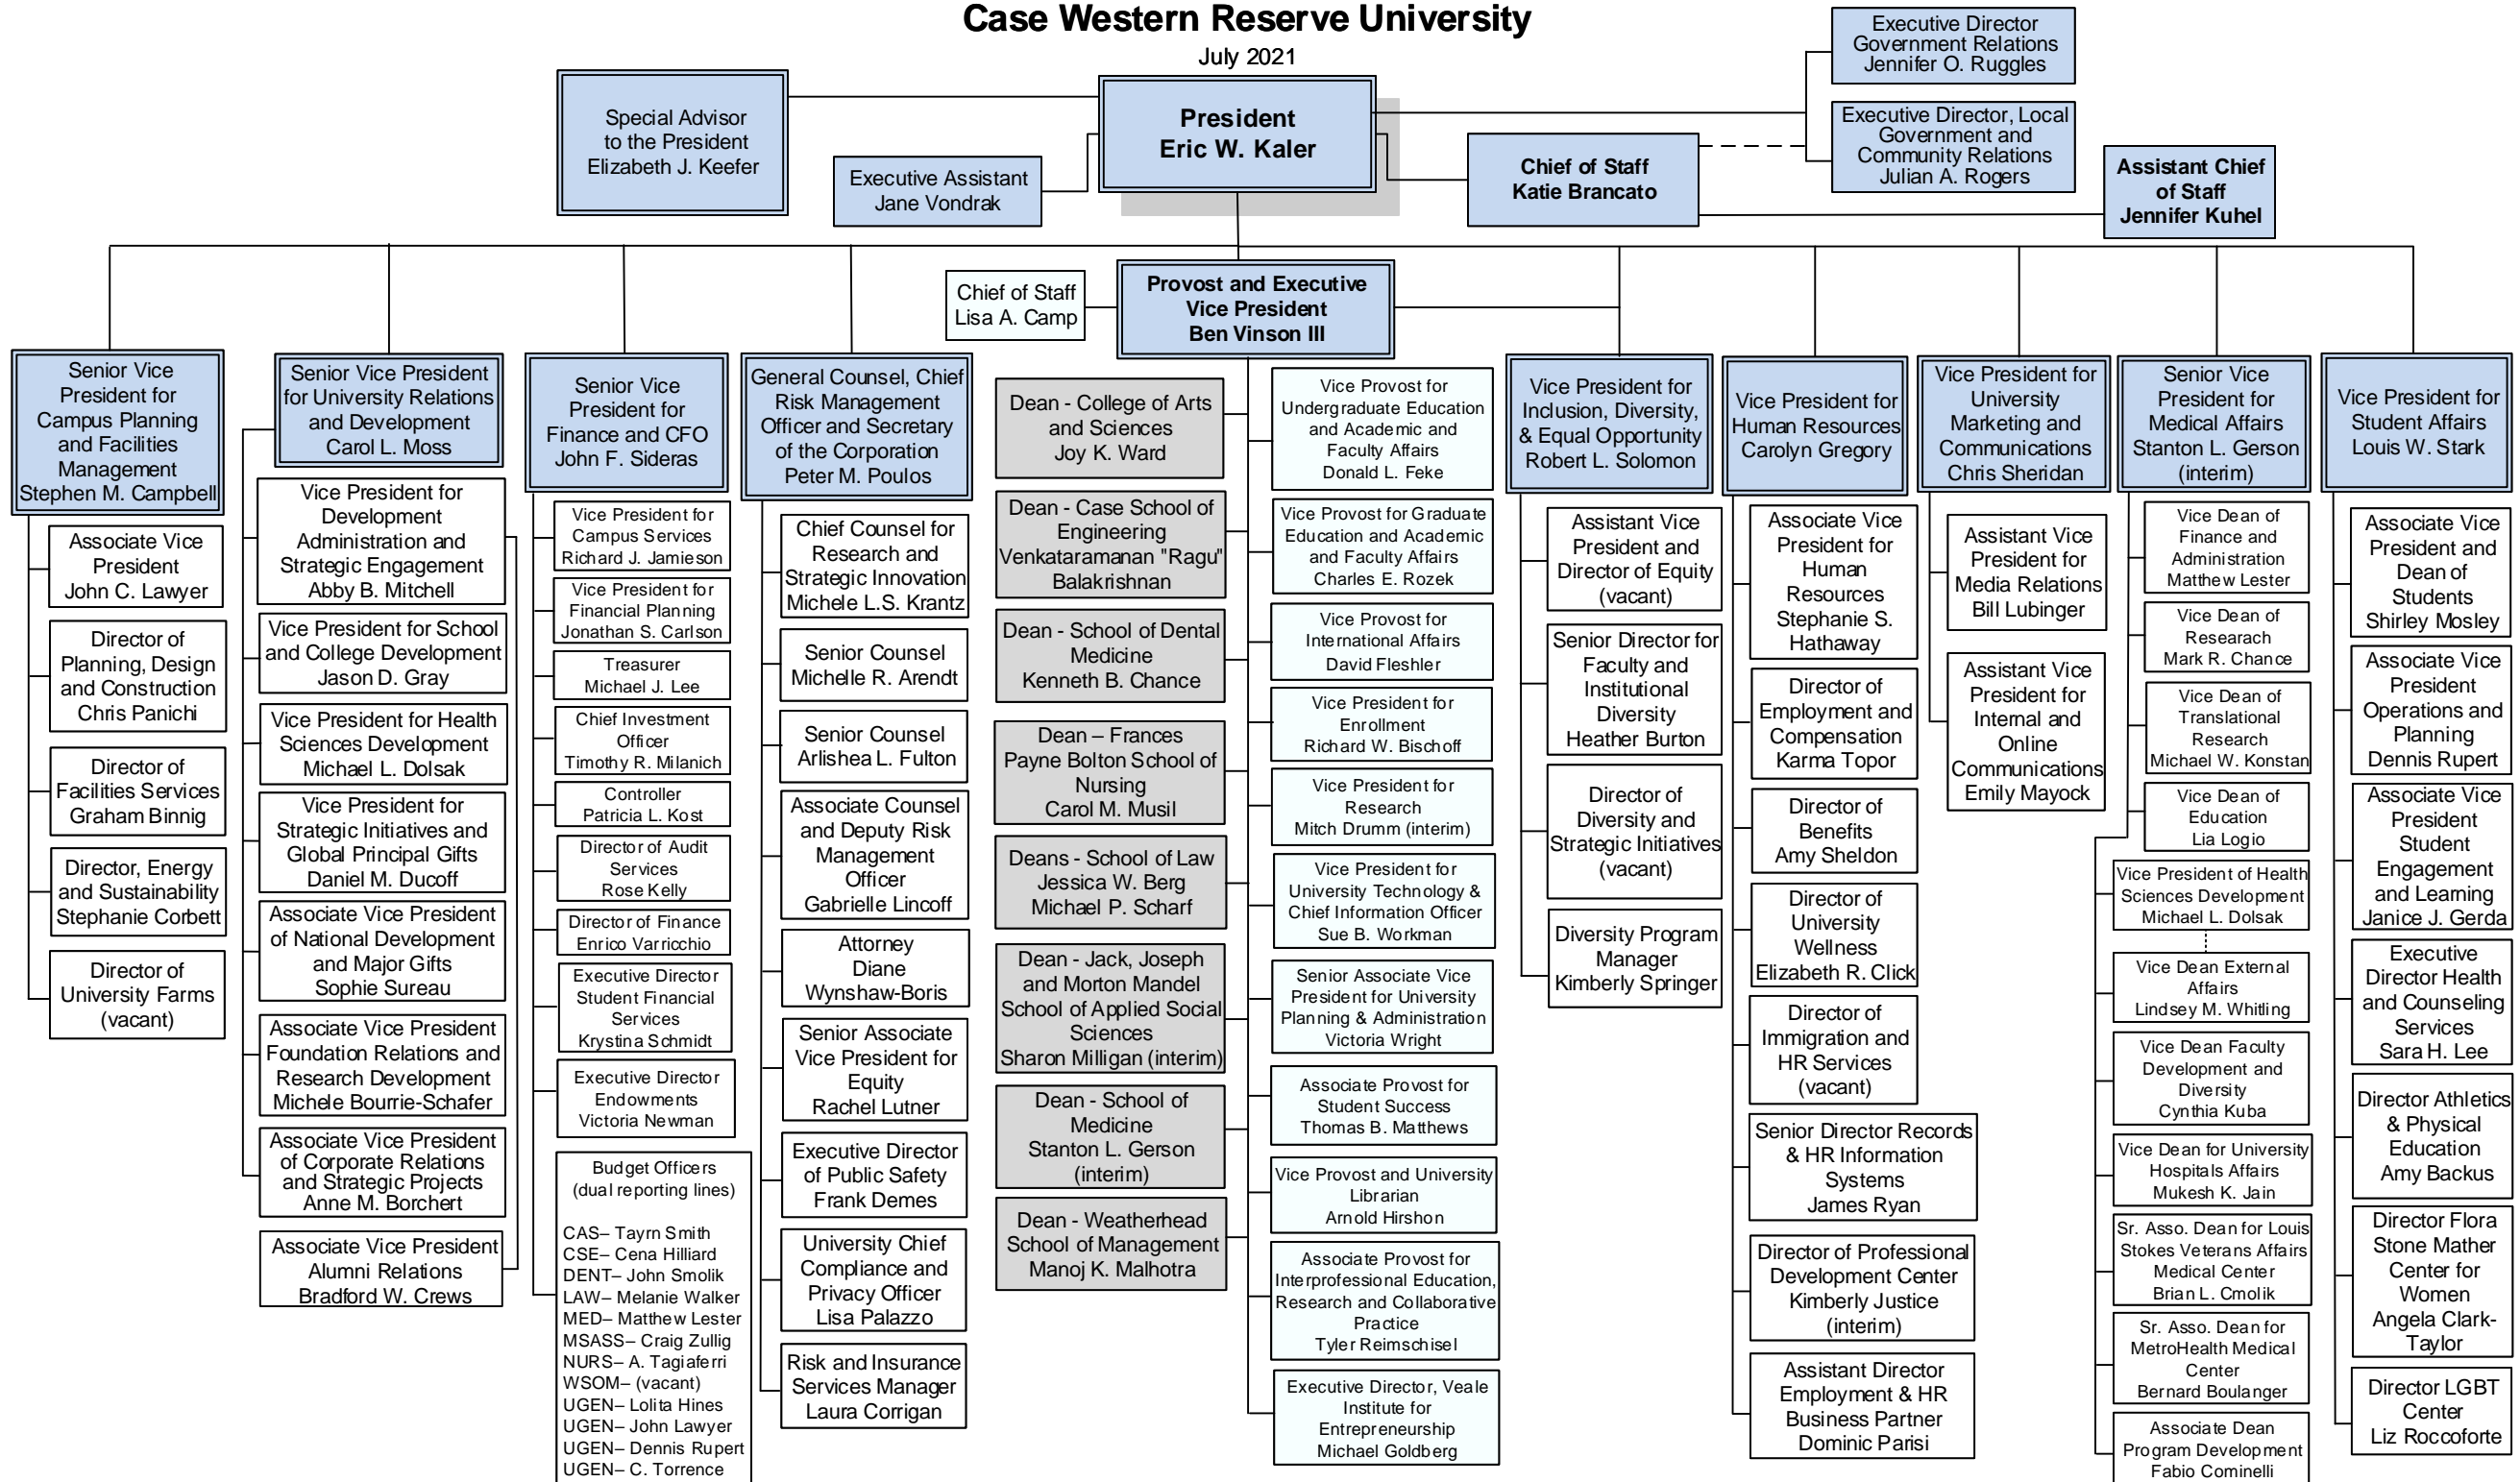 Case Western Reserve University
July 2021
Executive Director
Government Relations
Jennifer O. Ruggles
Special Advisor
to the President
Elizabeth J. Keefer
President
Eric W. Kaler
Executive Director, Local
Government and
Community Relations
Julian A. Rogers
Executive Assistant
Jane Vondrak
Chief of Staff
Katie Brancato
Assistant Chief
of Staff
Jennifer Kuhel
Chief of Staff
Lisa A. Camp
Provost and Executive
Vice President
Ben Vinson III
Senior Vice
President for
Campus Planning
and Facilities
Management
Stephen M. Campbell
Associate Vice
President
John C. Lawyer
Director of
Planning, Design
and Construction
Chris Panichi
Director of
Facilities Services
Graham Binnig
Director, Energy
and Sustainability
Stephanie Corbett
Director of
University Farms
(vacant)
Senior Vice President
for University Relations
and Development
Carol L. Moss
Vice President for
Development
Administration and
Strategic Engagement
Abby B. Mitchell
Vice President for School
and College Development
Jason D. Gray
Vice President for Health
Sciences Development
Michael L. Dolsak
Vice President for
Strategic Initiatives and
Global Principal Gifts
Daniel M. Ducoff
Associate Vice President
of National Development
and Major Gifts
Sophie Sureau
Associate Vice President
Foundation Relations and
Research Development
Michele Bourrie-Schafer
Associate Vice President
of Corporate Relations
and Strategic Projects
Anne M. Borchert
Associate Vice President
Alumni Relations
Bradford W. Crews
Senior Vice
President for
Finance and CFO
John F. Sideras
Vice President for
Campus Services
Richard J. Jamieson
Vice President for
Financial Planning
Jonathan S. Carlson
Treasurer
Michael J. Lee
Chief Investment
Officer
Timothy R. Milanich
Controller
Patricia L. Kost
Director of Audit
Services
Rose Kelly
Director of Finance
Enrico Varricchio
Executive Director
Student Financial
Services
Krystina Schmidt
Executive Director
Endowments
Victoria Newman
Budget Officers
(dual reporting lines)
CAS– Tayrn Smith
CSE– Cena Hilliard
DENT– John Smolik
LAW– Melanie Walker
MED– Matthew Lester
MSASS– Craig Zullig
NURS– A. Tagiaferri
WSOM– (vacant)
UGEN– Lolita Hines
UGEN– John Lawyer
UGEN– Dennis Rupert
UGEN– C. Torrence
General Counsel, Chief
Risk Management
Officer and Secretary
of the Corporation
Peter M. Poulos
Chief Counsel for
Research and
Strategic Innovation
Michele L.S. Krantz
Senior Counsel
Michelle R. Arendt
Senior Counsel
Arlishea L. Fulton
Associate Counsel
and Deputy Risk
Management
Officer
Gabrielle Lincoff
Attorney
Diane
Wynshaw-Boris
Senior Associate
Vice President for
Equity
Rachel Lutner
Executive Director
of Public Safety
Frank Demes
University Chief
Compliance and
Privacy Officer
Lisa Palazzo
Risk and Insurance
Services Manager
Laura Corrigan
Dean - College of Arts
and Sciences
Joy K. Ward
Dean - Case School of
Engineering
Venkataramanan "Ragu"
Balakrishnan
Dean - School of Dental
Medicine
Kenneth B. Chance
Dean – Frances
Payne Bolton School of
Nursing
Carol M. Musil
Deans - School of Law
Jessica W. Berg
Michael P. Scharf
Dean - Jack, Joseph
and Morton Mandel
School of Applied Social
Sciences
Sharon Milligan (interim)
Dean - School of
Medicine
Stanton L. Gerson
(interim)
Dean - Weatherhead
School of Management
Manoj K. Malhotra
Vice Provost for
Undergraduate Education
and Academic and
Faculty Affairs
Donald L. Feke
Vice Provost for Graduate
Education and Academic
and Faculty Affairs
Charles E. Rozek
Vice Provost for
International Affairs
David Fleshler
Vice President for
Enrollment
Richard W. Bischoff
Vice President for
Research
Mitch Drumm (interim)
Vice President for
University Technology &
Chief Information Officer
Sue B. Workman
Senior Associate Vice
President for University
Planning & Administration
Victoria Wright
Associate Provost for
Student Success
Thomas B. Matthews
Vice Provost and University
Librarian
Arnold Hirshon
Associate Provost for
Interprofessional Education,
Research and Collaborative
Practice
Tyler Reimschisel
Executive Director, Veale
Institute for
Entrepreneurship
Michael Goldberg
Vice President for
Inclusion, Diversity,
& Equal Opportunity
Robert L. Solomon
Assistant Vice
President and
Director of Equity
(vacant)
Senior Director for
Faculty and
Institutional
Diversity
Heather Burton
Director of
Diversity and
Strategic Initiatives
(vacant)
Diversity Program
Manager
Kimberly Springer
Vice President for
Human Resources
Carolyn Gregory
Associate Vice
President for
Human
Resources
Stephanie S.
Hathaway
Director of
Employment and
Compensation
Karma Topor
Director of
Benefits
Amy Sheldon
Director of
University
Wellness
Elizabeth R. Click
Director of
Immigration and
HR Services
(vacant)
Senior Director Records
& HR Information
Systems
James Ryan
Director of Professional
Development Center
Kimberly Justice
(interim)
Assistant Director
Employment & HR
Business Partner
Dominic Parisi
Vice President for
University
Marketing and
Communications
Chris Sheridan
Assistant Vice
President for
Media Relations
Bill Lubinger
Assistant Vice
President for
Internal and
Online
Communications
Emily Mayock
Senior Vice
President for
Medical Affairs
Stanton L. Gerson
(interim)
Vice Dean of
Finance and
Administration
Matthew Lester
Vice Dean of
Researach
Mark R. Chance
Vice Dean of
Translational
Research
Michael W. Konstan
Vice Dean of
Education
Lia Logio
Vice President of Health
Sciences Development
Michael L. Dolsak
Vice Dean External
Affairs
Lindsey M. Whitling
Vice Dean Faculty
Development and
Diversity
Cynthia Kuba
Vice Dean for University
Hospitals Affairs
Mukesh K. Jain
Sr. Asso. Dean for Louis
Stokes Veterans Affairs
Medical Center
Brian L. Cmolik
Sr. Asso. Dean for
MetroHealth Medical
Center
Bernard Boulanger
Associate Dean
Program Development
Fabio Cominelli
Vice President for
Student Affairs
Louis W. Stark
Associate Vice
President and
Dean of
Students
Shirley Mosley
Associate Vice
President
Operations and
Planning
Dennis Rupert
Associate Vice
President
Student
Engagement
and Learning
Janice J. Gerda
Executive
Director Health
and Counseling
Services
Sara H. Lee
Director Athletics
& Physical
Education
Amy Backus
Director Flora
Stone Mather
Center for
Women
Angela Clark-
Taylor
Director LGBT
Center
Liz Roccoforte